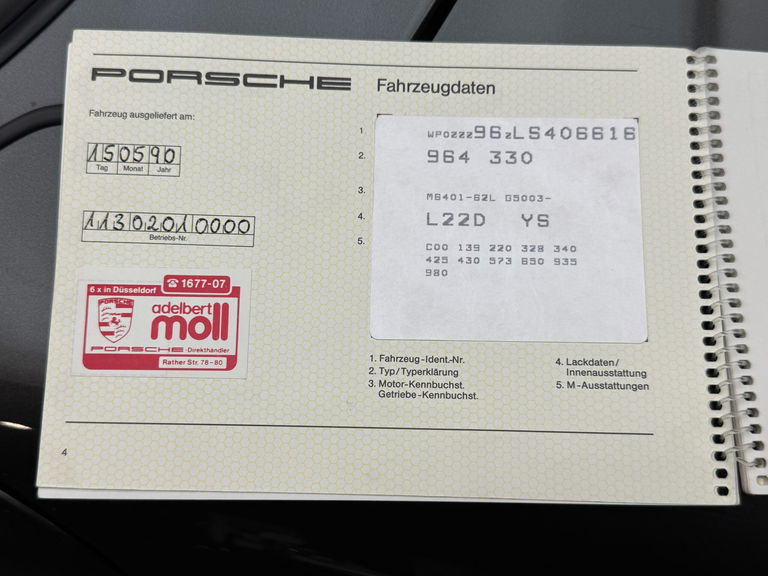 PORSCHE
Fahrzeugdaten
Fahrzeug ausgeliefert am:
150590
Tag Monat Jahr
1130201 0000
Betriebs-Nr.
☎ 1677-07
6 x in Düsseldorf
PORSCHE
adelbert
moll
PORSCHE -Direkthändler
Rather Str. 78-80
1 WP0ZZZ96ZLS406616
2. 964 330
3. M6401-62L G5003-
4. L22D YS
5. C00 139 220 328 340
425 430 573 650 935
980
1. Fahrzeug-Ident.-Nr.
2. Typ/Typerklärung
3. Motor-Kennbuchst.
Getriebe-Kennbuchst.
4. Lackdaten/
Innenausstattung
5. M-Ausstattungen
4